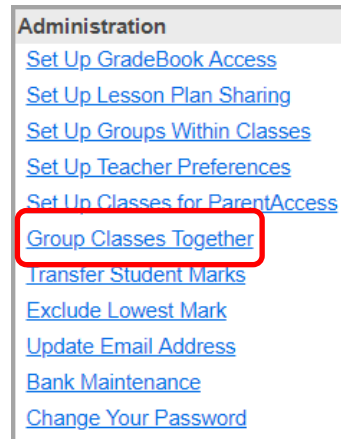 Administration
Set Up GradeBook Access
Set Up Lesson Plan Sharing
Set Up Groups Within Classes
Set Up Teacher Preferences
Set Up Classes for ParentAccess
Group Classes Together
Transfer Student Marks
Exclude Lowest Mark
Update Email Address
Bank Maintenance
Change Your Password